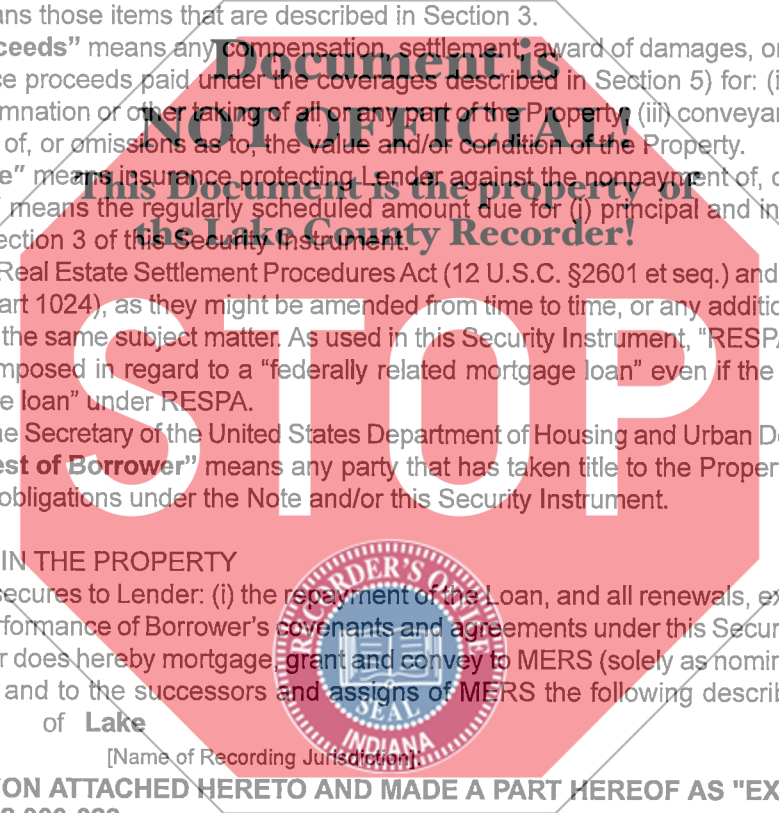 ans those items that are described in Section 3.
ceeds” means any compensation, settlement, award of damages, or
ce proceeds paid under the coverages described in Section 5) for: (i
mnation or other taking of all or any part of the Property; (iii) conveyan
of, or omissions as to, the value and/or condition of the Property.
e” means insurance protecting Lender against the nonpayment of, o
means the regularly scheduled amount due for (i) principal and in
ection 3 of this Security Instrument.
Real Estate Settlement Procedures Act (12 U.S.C. §2601 et seq.) and
art 1024), as they might be amended from time to time, or any additio
the same subject matter. As used in this Security Instrument, “RESPA
mposed in regard to a “federally related mortgage loan” even if the
e loan” under RESPA.
he Secretary of the United States Department of Housing and Urban De
est of Borrower” means any party that has taken title to the Propert
obligations under the Note and/or this Security Instrument.
IN THE PROPERTY
secures to Lender: (i) the repayment of the Loan, and all renewals, ex
rformance of Borrower’s covenants and agreements under this Secur
r does hereby mortgage, grant and convey to MERS (solely as nomin
and to the successors and assigns of MERS the following describ
of Lake
[Name of Recording Jurisdiction]:
ON ATTACHED HERETO AND MADE A PART HEREOF AS "EX
Document is
NOT OFFICIAL!
This Document is the property of
the Lake County Recorder!
STOP
RECORDER'S OFFICE
SEAL
INDIANA